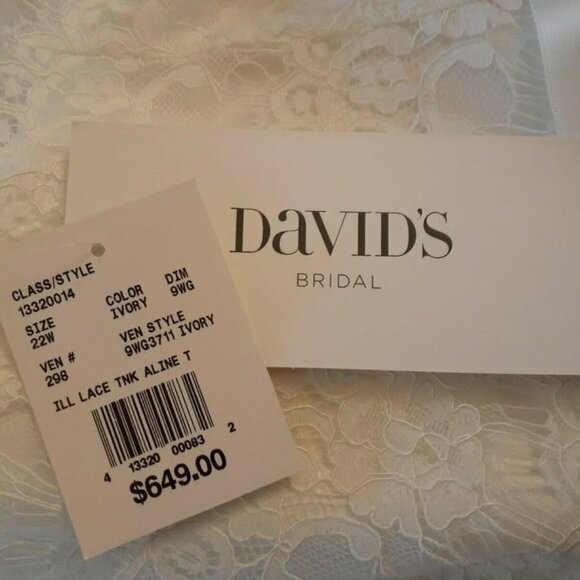 DAVID'S
BRIDAL
CLASS/STYLE
13320014
COLOR
IVORY
DIM
9WG
SIZE
22W
VEN STYLE
9WG3711 IVORY
VEN #
298
ILL LACE TNK ALINE T
4 13320 00083 2
$649.00